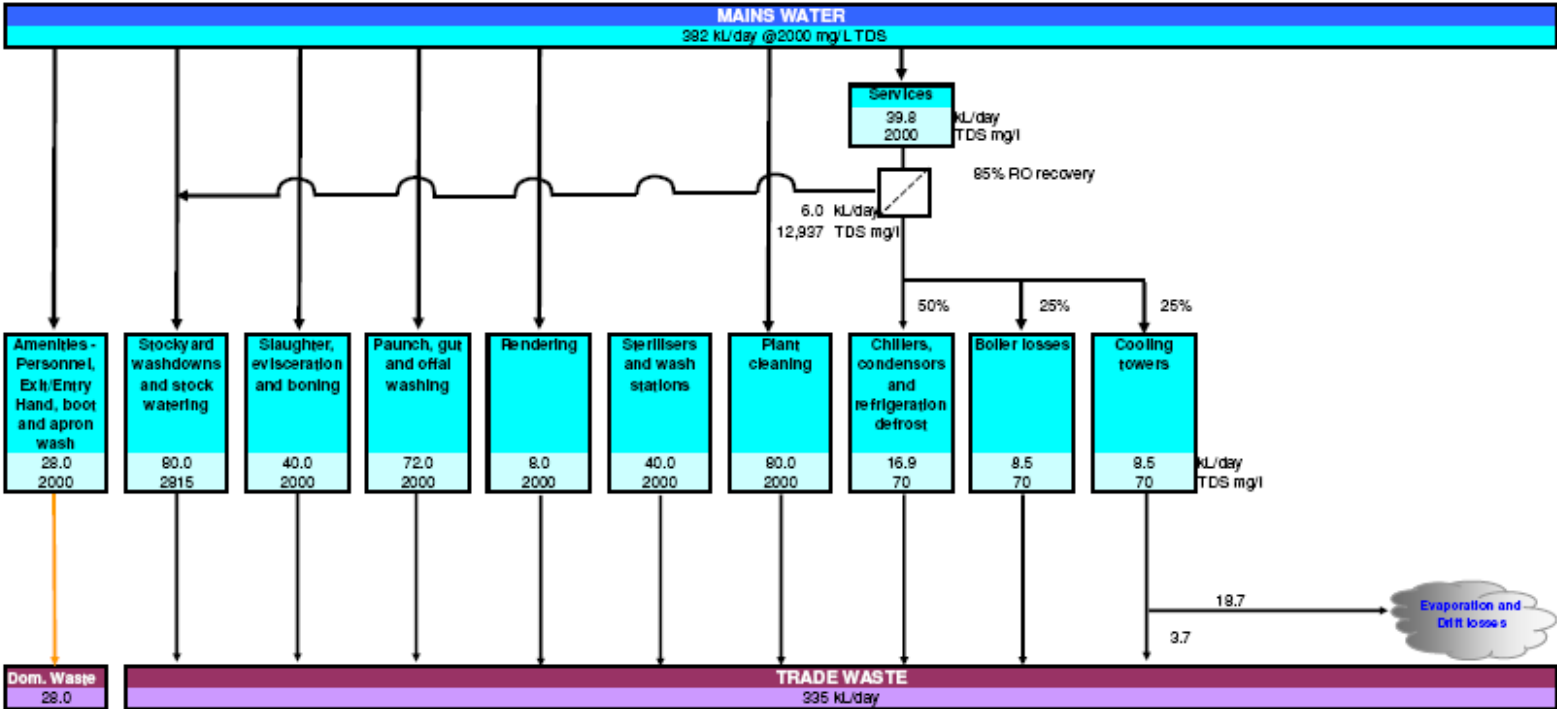 MAINS WATER
382 kL/day @2000 mg/L TDS
Services
39.8 kL/day
2000 TDS mg/l
85% RO recovery
6.0 kL/day
12,937 TDS mg/l
50%
25%
25%
Amenities -
Personnel,
Exit/Entry
Hand, boot
and apron
wash
28.0
2000
Stockyard
washdowns
and stock
watering
80.0
2815
Slaughter,
evisceration
and boning
40.0
2000
Paunch, gut
and offal
washing
72.0
2000
Rendering
8.0
2000
Sterilisers
and wash
stations
40.0
2000
Plant
cleaning
80.0
2000
Chillers,
condensors
and
refrigeration
defrost
16.9
70
Boiler losses
8.5
70
Cooling
towers
8.5 kL/day
70 TDS mg/l
18.7
Evaporation and
Drift losses
3.7
Dom. Waste
28.0
TRADE WASTE
335 kL/day